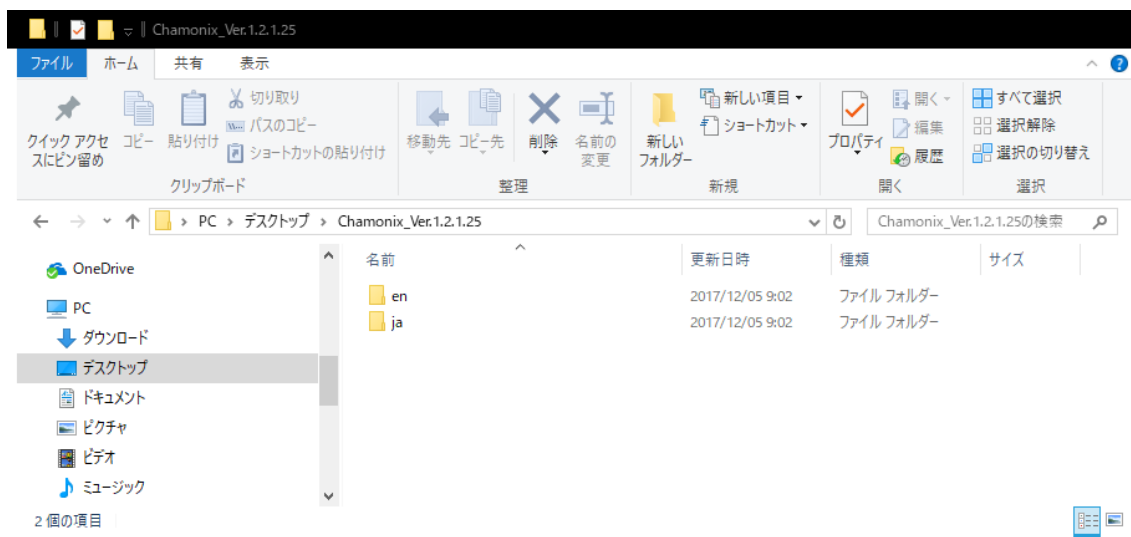 Chamonix_Ver.1.2.1.25
ファイル ホーム 共有 表示
クイック アクセスにピン留め
コピー
貼り付け
切り取り
パスのコピー
ショートカットの貼り付け
クリップボード
移動先 コピー先 削除 名前の変更
整理
新しいフォルダー
新しい項目
ショートカット
新規
プロパティ
開く
編集
履歴
開く
すべて選択
選択解除
選択の切り替え
選択
PC デスクトップ Chamonix_Ver.1.2.1.25
Chamonix_Ver.1.2.1.25の検索
OneDrive
PC
ダウンロード
デスクトップ
ドキュメント
ピクチャ
ビデオ
ミュージック
名前 更新日時 種類 サイズ
en 2017/12/05 9:02 ファイル フォルダー
ja 2017/12/05 9:02 ファイル フォルダー
2 個の項目